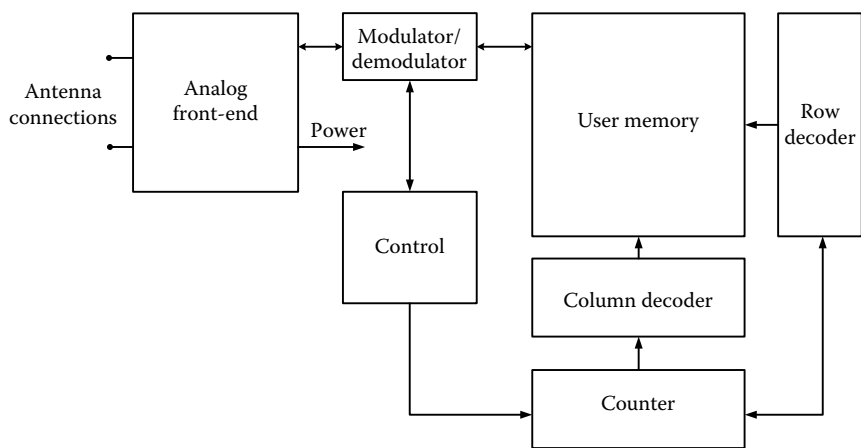 Antenna
connections
Analog
front-end
Modulator/
demodulator
Power
Control
User memory
Row
decoder
Column decoder
Counter